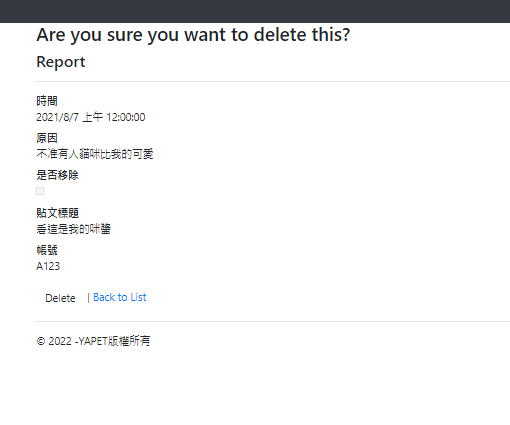 Are you sure you want to delete this?
Report
時間
2021/8/7 上午 12:00:00
原因
不准有人貓咪比我的可愛
是否移除
貼文標題
看這是我的咪醬
帳號
A123
Delete | Back to List
© 2022 -YAPET版權所有